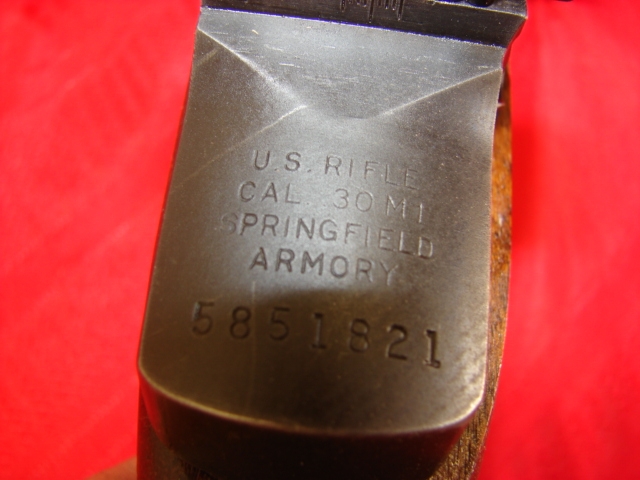 U.S. RIFLE
CAL. 30 M1
SPRINGFIELD
ARMORY
5851821